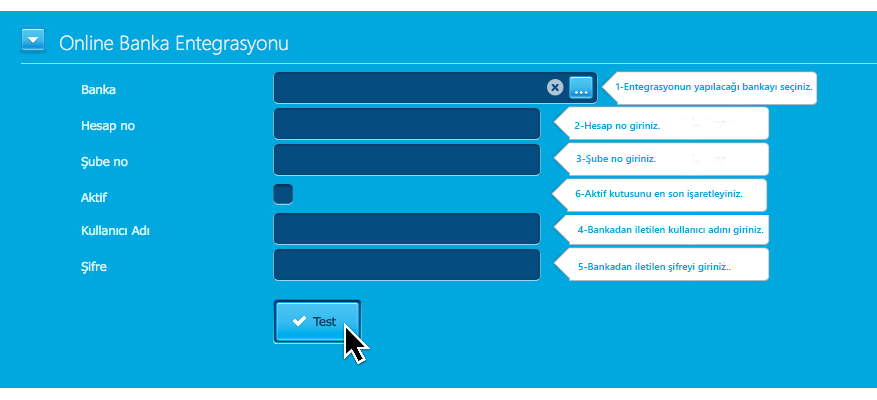 Online Banka Entegrasyonu
Banka
...
1-Entegrasyonun yapılacağı bankayı seçiniz.
Hesap no
2-Hesap no giriniz.
Şube no
3-Şube no giriniz.
Aktif
6-Aktif kutusunu en son işaretleyiniz.
Kullanıcı Adı
4-Bankadan iletilen kullanıcı adını giriniz.
Şifre
5-Bankadan iletilen şifreyi giriniz..
Test